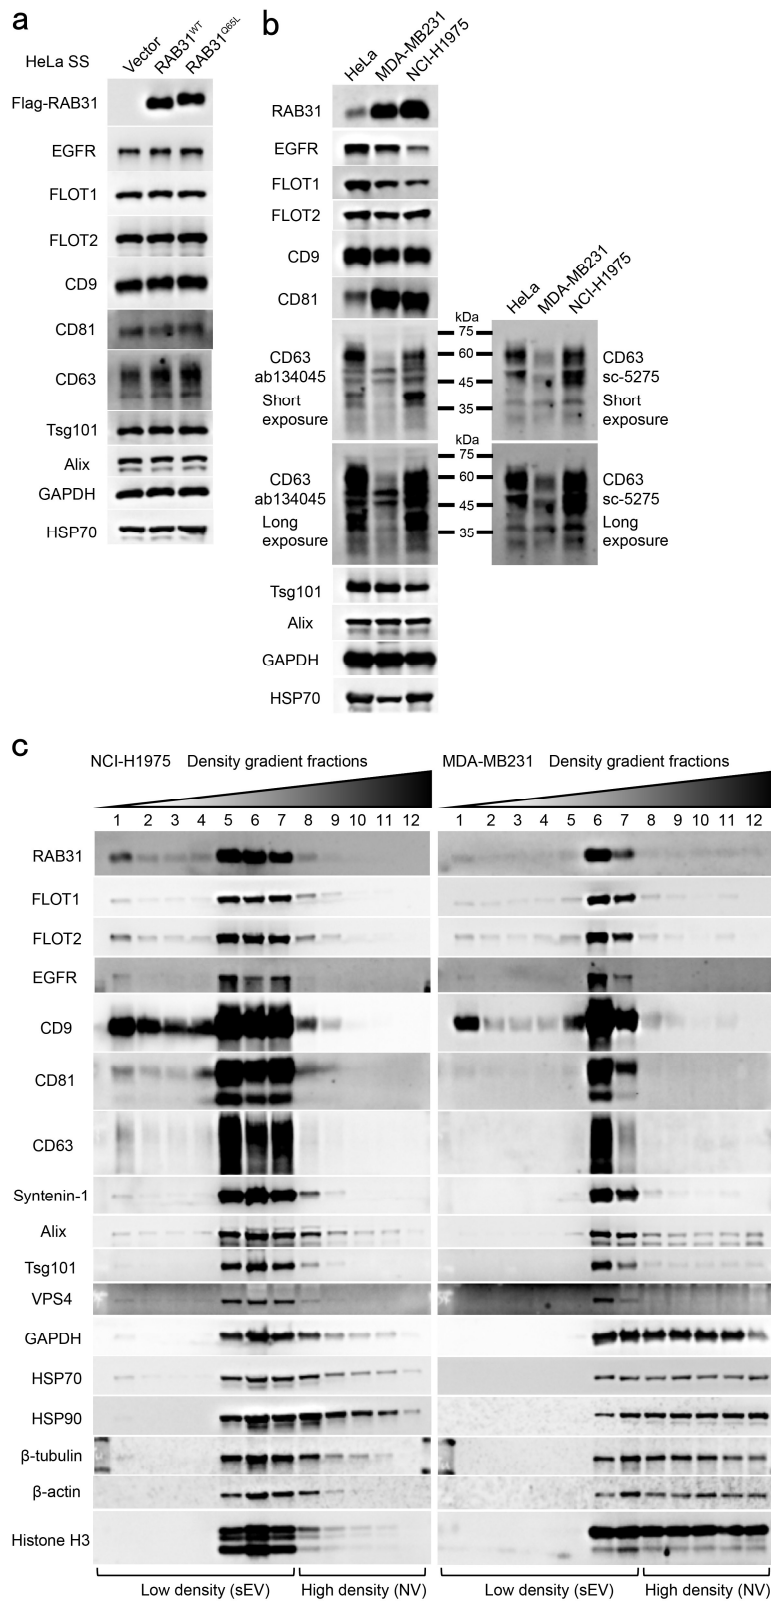 a
HeLa SS
Vector
RAB31WT
RAB31Q65L
Flag-RAB31
EGFR
FLOT1
FLOT2
CD9
CD81
CD63
Tsg101
Alix
GAPDH
HSP70
b
HeLa
MDA-MB231
NCI-H1975
RAB31
EGFR
FLOT1
FLOT2
CD9
CD81
HeLa
MDA-MB231
NCI-H1975
kDa
75
60
45
35
CD63
ab134045
Short
exposure
CD63
sc-5275
Short
exposure
kDa
75
60
45
35
CD63
ab134045
Long
exposure
CD63
sc-5275
Long
exposure
Tsg101
Alix
GAPDH
HSP70
c
NCI-H1975 Density gradient fractions
1 2 3 4 5 6 7 8 9 10 11 12
MDA-MB231 Density gradient fractions
1 2 3 4 5 6 7 8 9 10 11 12
RAB31
FLOT1
FLOT2
EGFR
CD9
CD81
CD63
Syntenin-1
Alix
Tsg101
VPS4
GAPDH
HSP70
HSP90
β-tubulin
β-actin
Histone H3
Low density (sEV) High density (NV)
Low density (sEV) High density (NV)